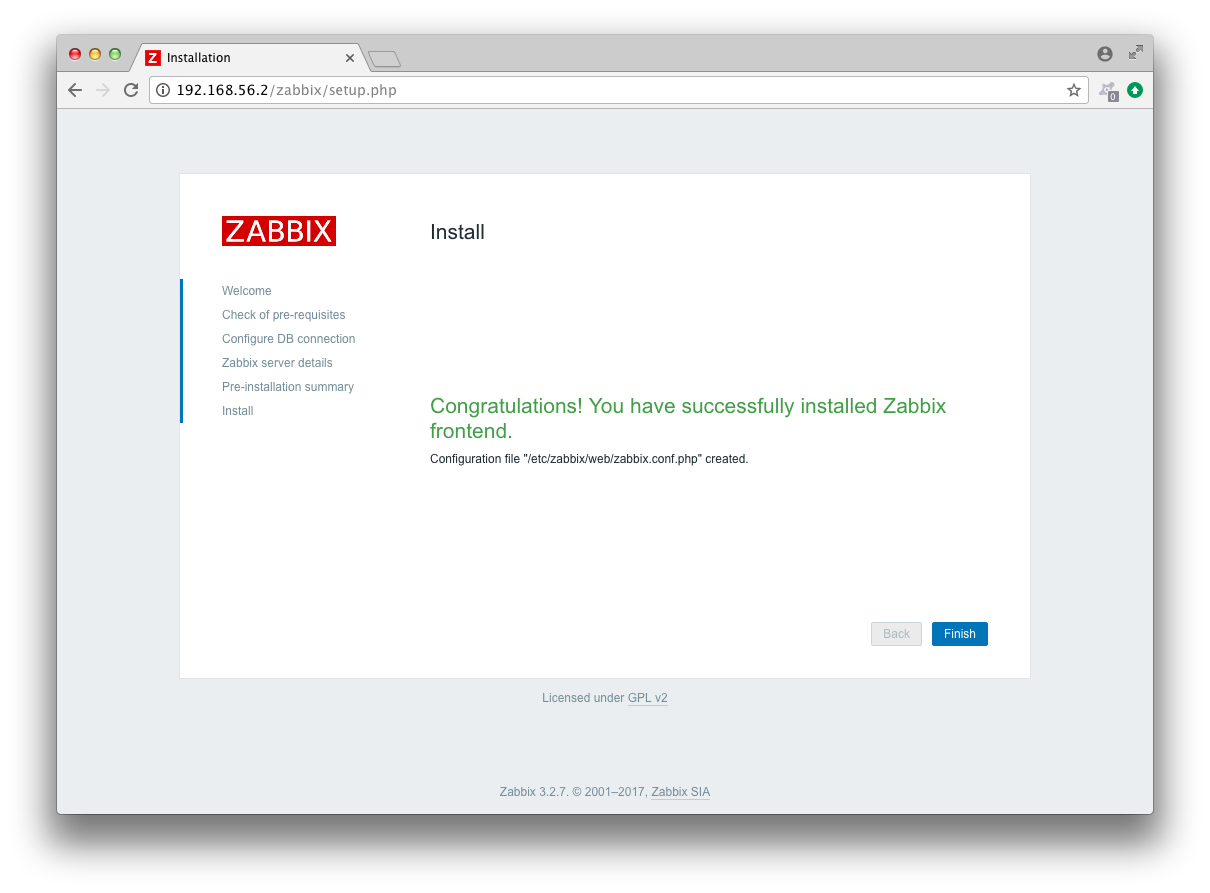 Installation
192.168.56.2/zabbix/setup.php
0
ZABBIX
Install
Welcome
Check of pre-requisites
Configure DB connection
Zabbix server details
Pre-installation summary
Install
Congratulations! You have successfully installed Zabbix
frontend.
Configuration file "/etc/zabbix/web/zabbix.conf.php" created.
Back
Finish
Licensed under GPL v2
Zabbix 3.2.7. © 2001–2017, Zabbix SIA